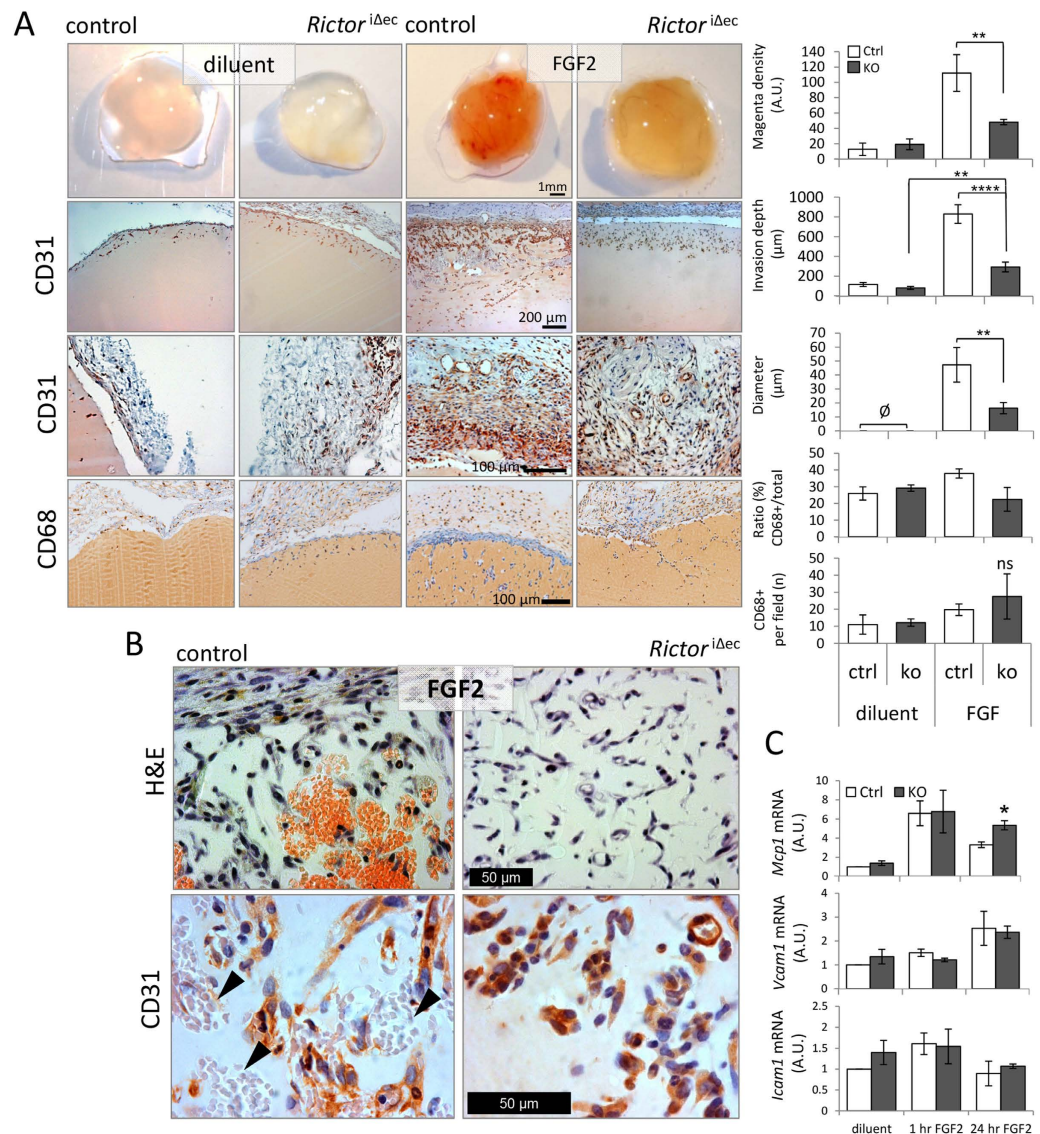 A
control
Rictor iΔec
control
Rictor iΔec
diluent
FGF2
1mm
CD31
200 µm
CD31
100 µm
CD68
100 µm
Ctrl
KO
**
Magenta density
(A.U.)
140
120
100
80
60
40
20
0
**
****
Invasion depth
(µm)
1000
800
600
400
200
0
**
Ø
Diameter
(µm)
70
60
50
40
30
20
10
0
Ratio (%)
CD68+/total
50
40
30
20
10
0
ns
CD68+
per field (n)
50
40
30
20
10
0
ctrl ko ctrl ko
diluent FGF
B
control
Rictor iΔec
FGF2
H&E
50 µm
CD31
50 µm
C
Ctrl KO
*
Mcp1 mRNA
(A.U.)
10
8
6
4
2
0
Vcam1 mRNA
(A.U.)
4
3
2
1
0
Icam1 mRNA
(A.U.)
2.5
2
1.5
1
0.5
0
diluent 1 hr FGF2 24 hr FGF2